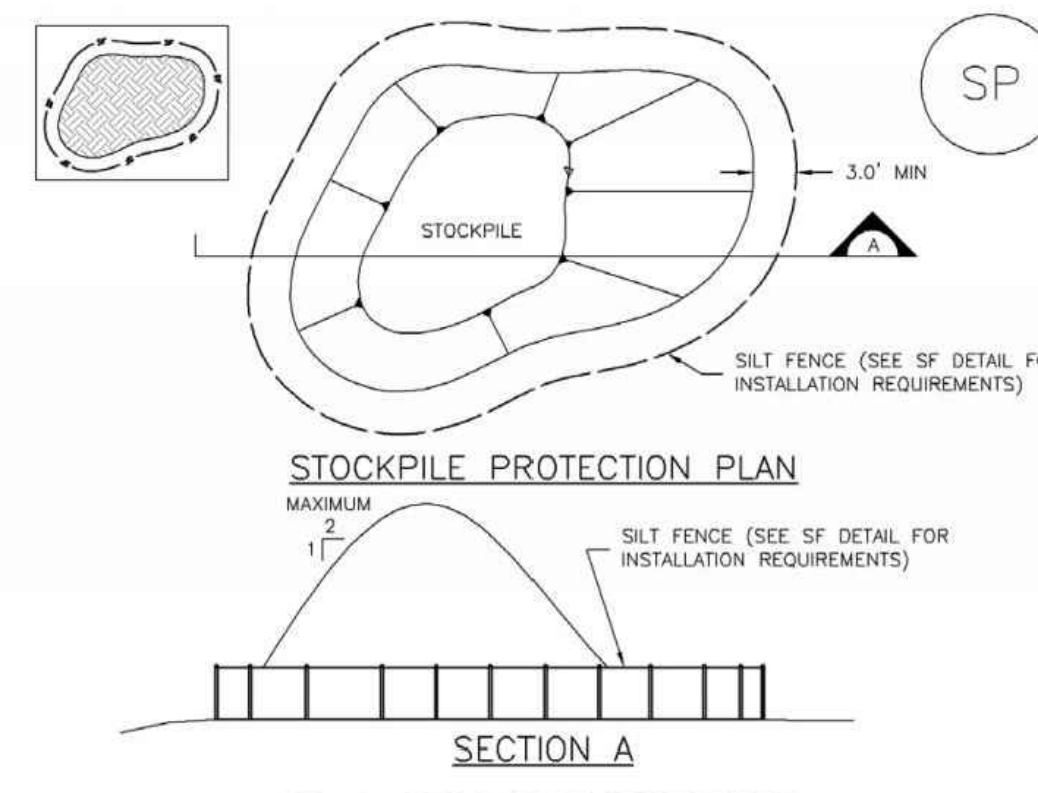 SP
3.0' MIN
STOCKPILE
A
SILT FENCE (SEE SF DETAIL
INSTALLATION REQUIREMENTS)
STOCKPILE PROTECTION PLAN
MAXIMUM
2
1
SILT FENCE (SEE SF DETAIL FOR
INSTALLATION REQUIREMENTS)
SECTION A